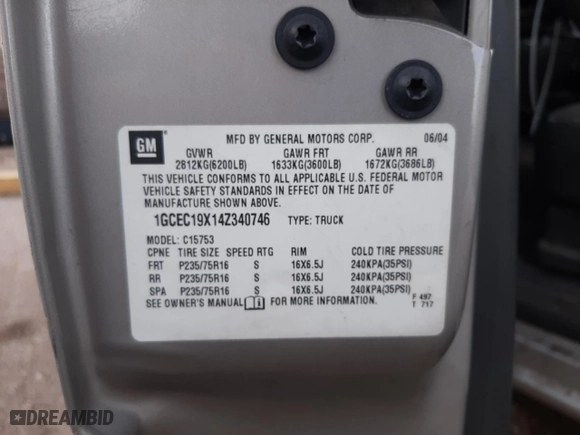 GM
MFD BY GENERAL MOTORS CORP. 06/04
GVWR GAWR FRT GAWR RR
2812KG(6200LB) 1633KG(3600LB) 1672KG(3686LB)
THIS VEHICLE CONFORMS TO ALL APPLICABLE U.S. FEDERAL MOTOR
VEHICLE SAFETY STANDARDS IN EFFECT ON THE DATE OF
MANUFACTURE SHOWN ABOVE.
1GCEC19X14Z340746 TYPE: TRUCK
MODEL: C15753
CPNE TIRE SIZE SPEED RTG RIM COLD TIRE PRESSURE
FRT P235/75R16 S 16X6.5J 240KPA(35PSI)
RR P235/75R16 S 16X6.5J 240KPA(35PSI)
SPA P235/75R16 S 16X6.5J 240KPA(35PSI)
SEE OWNER'S MANUAL FOR MORE INFORMATION.
F 497
T 717
DREAMBID